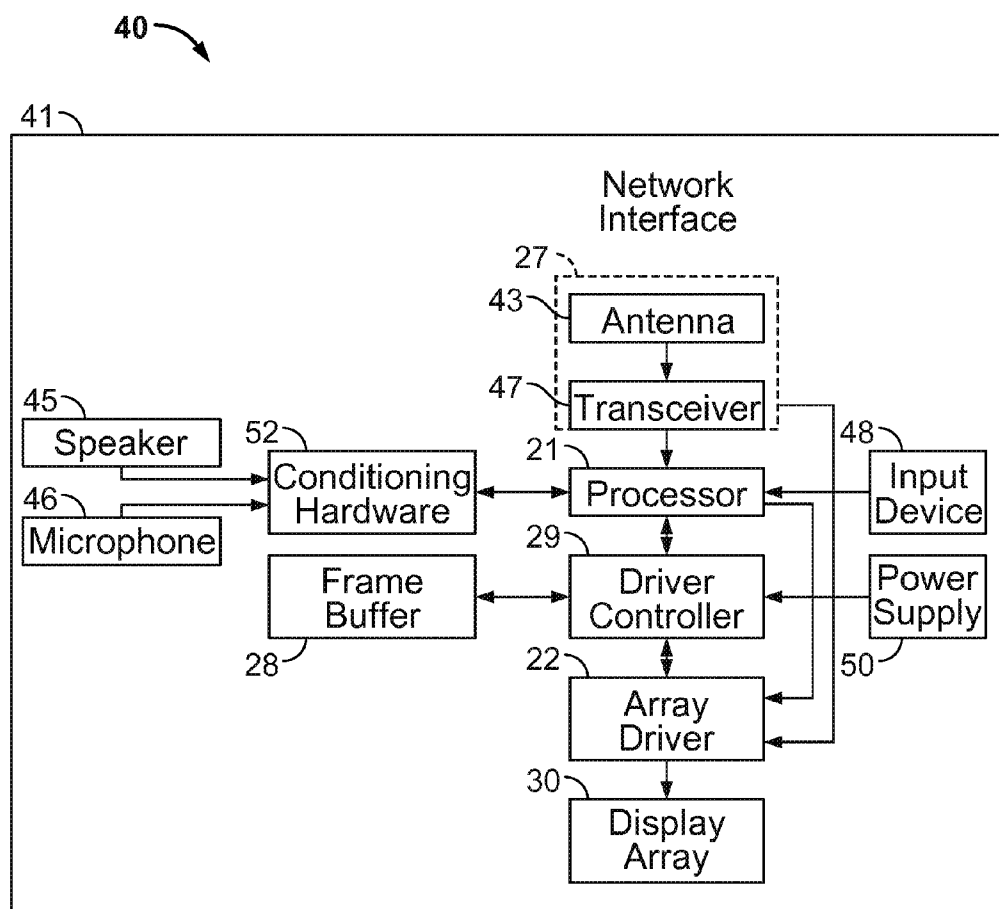 40
41
Network
Interface
27
43
Antenna
47
Transceiver
45
Speaker
52
Conditioning
Hardware
21
Processor
48
Input
Device
46
Microphone
29
Driver
Controller
Frame
Buffer
28
Power
Supply
50
22
Array
Driver
30
Display
Array